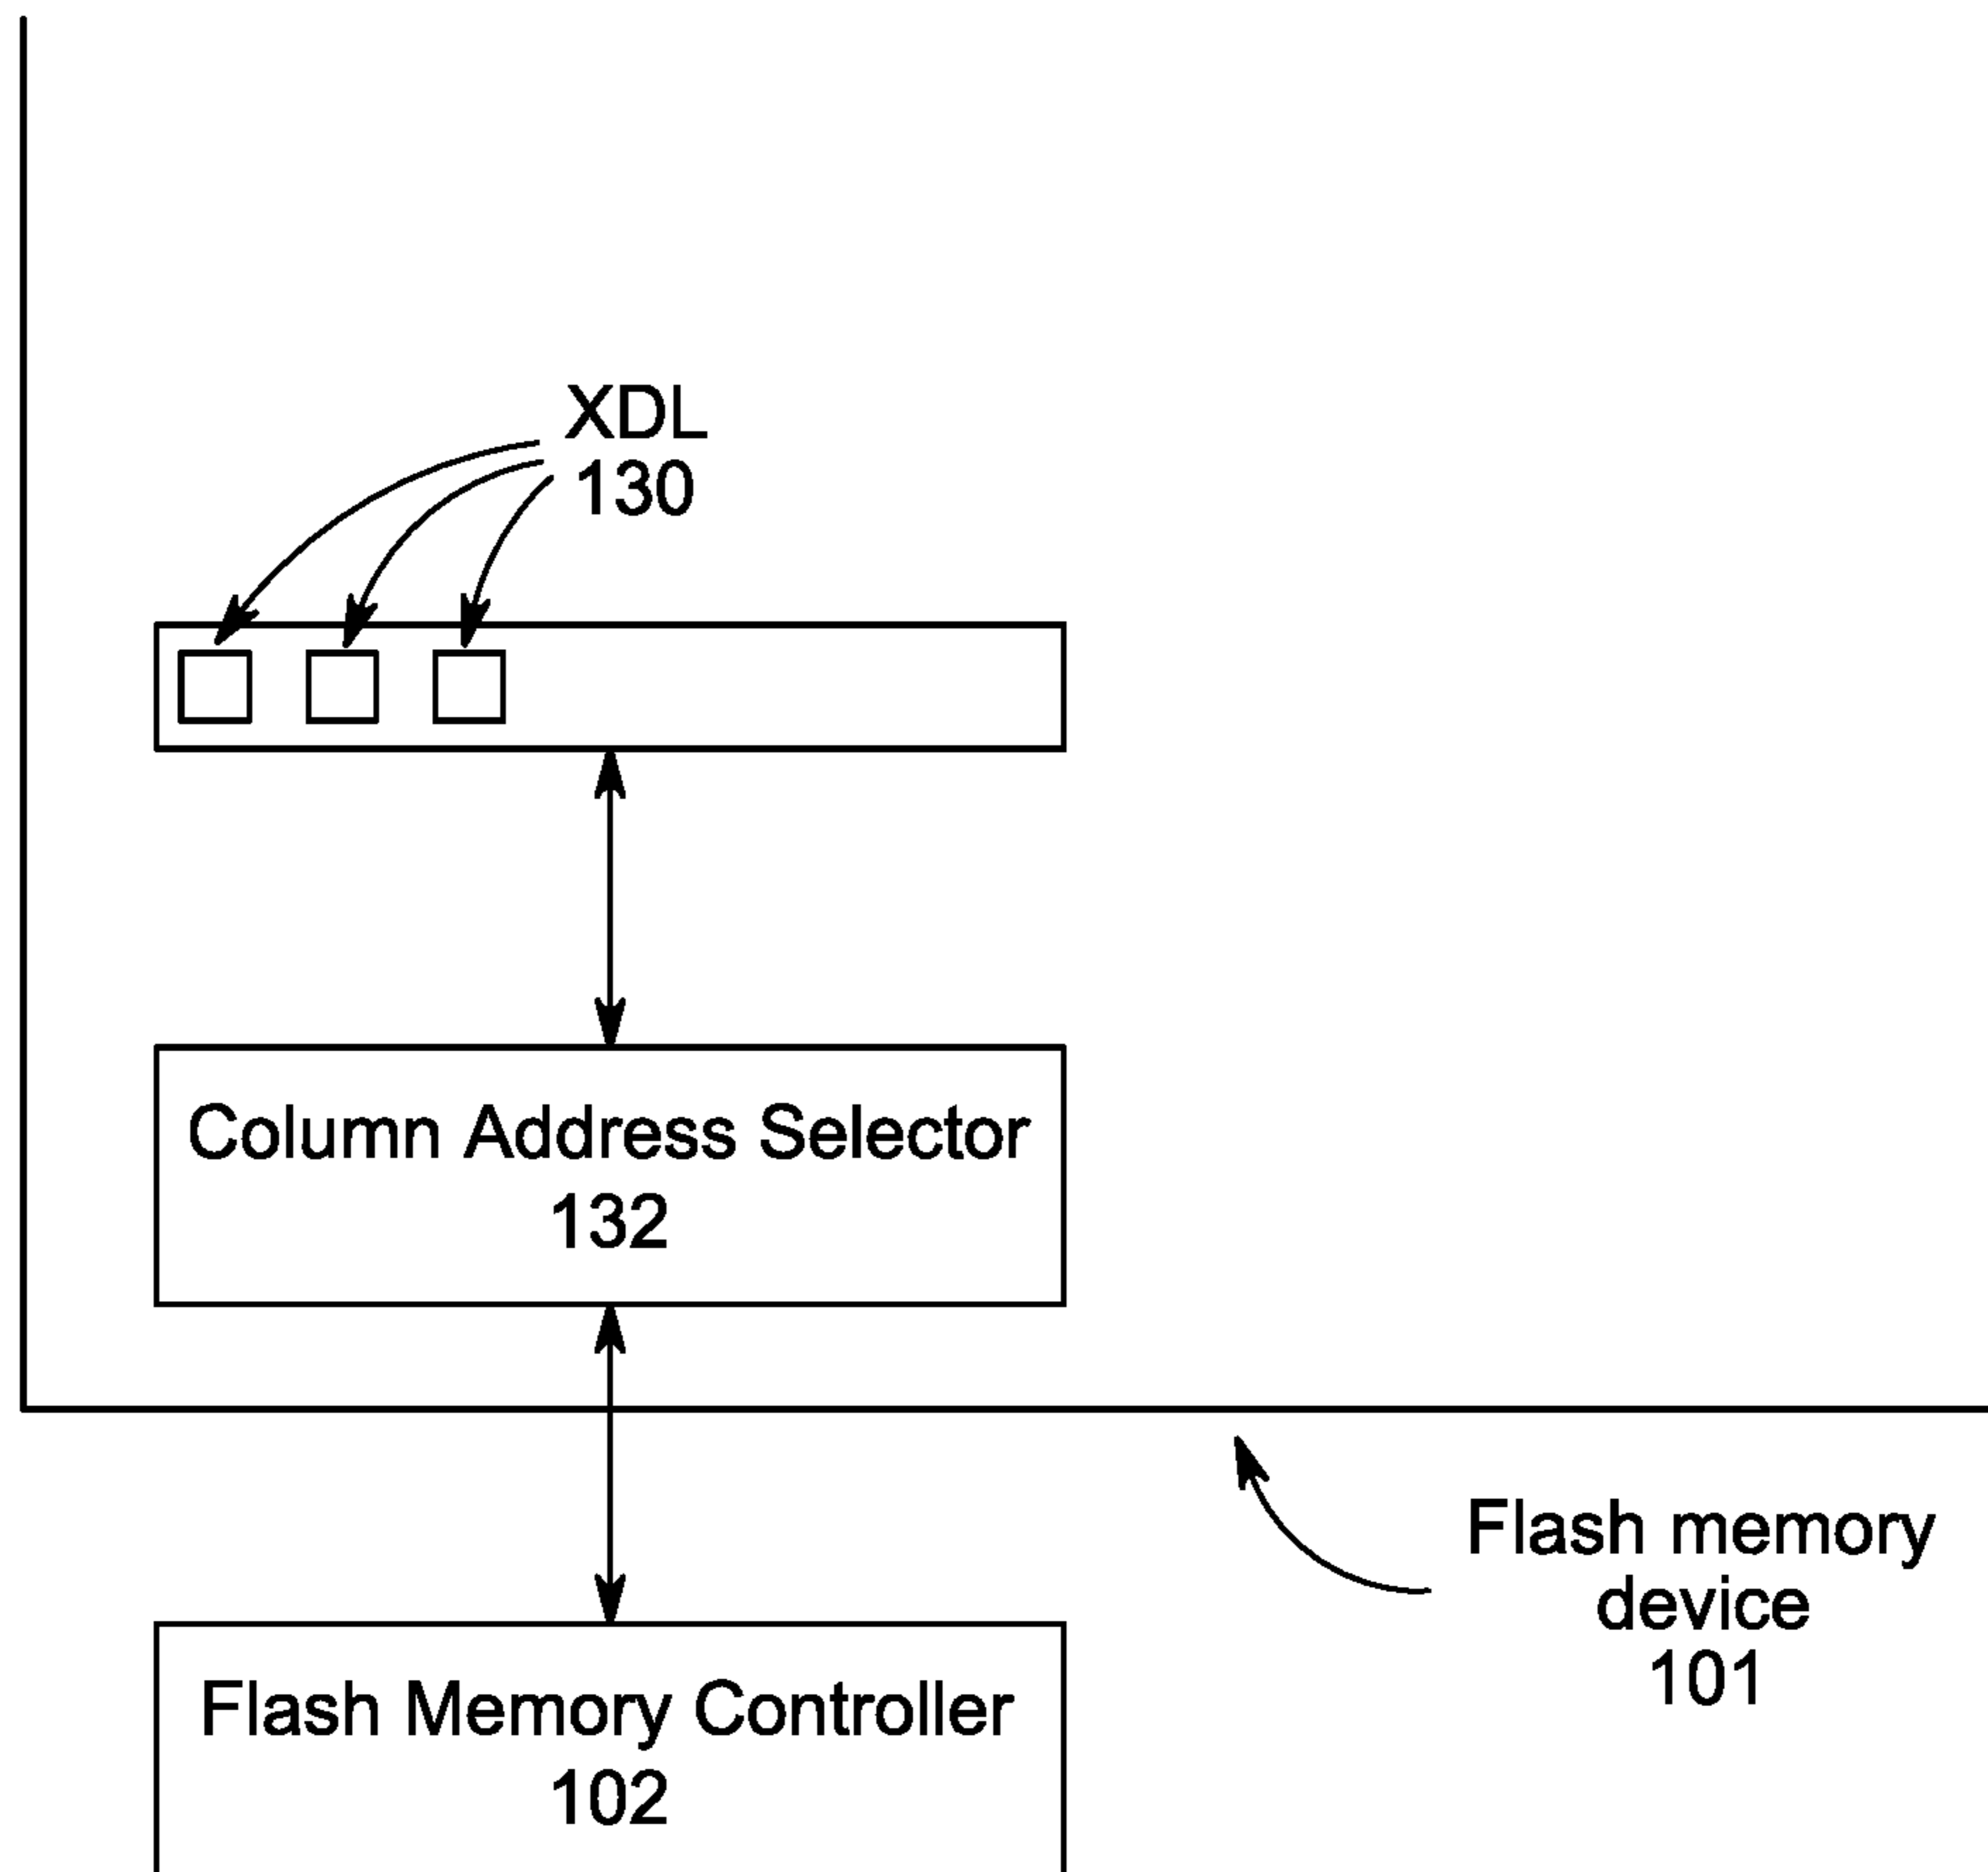 XDL
130
Column Address Selector
132
Flash memory
device
101
Flash Memory Controller
102